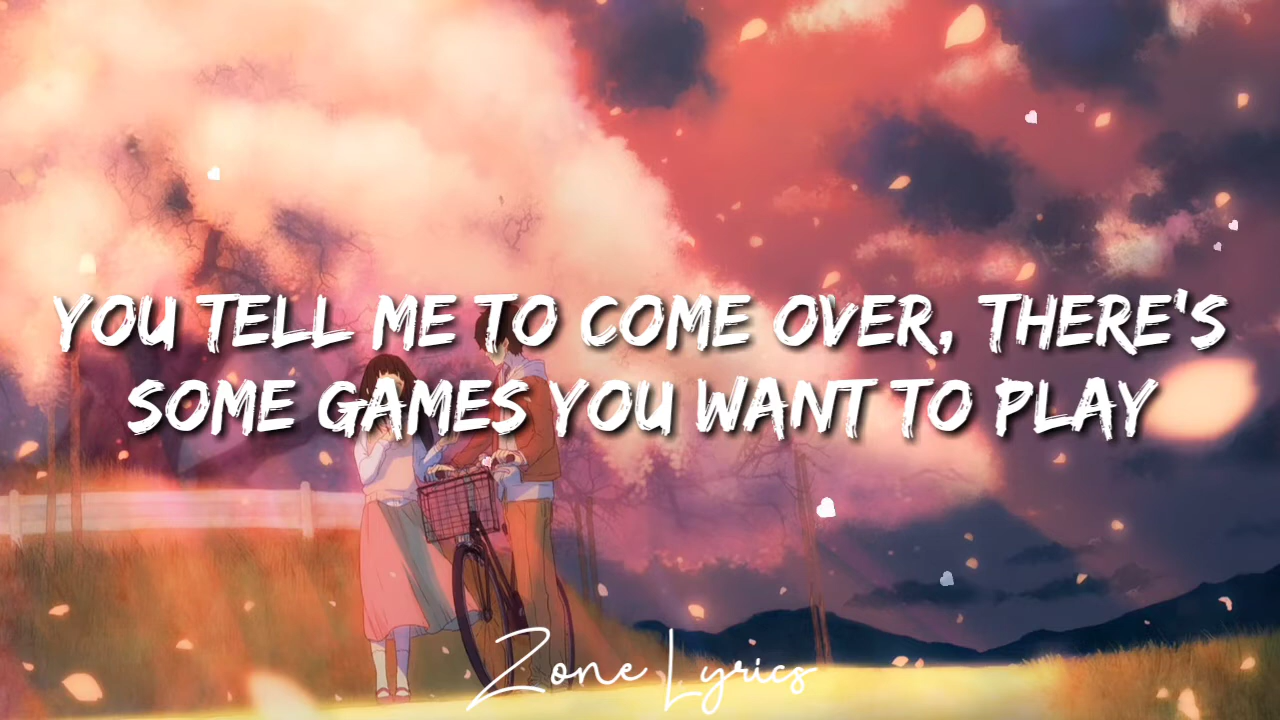 YOU TELL ME TO COME OVER, THERE'S
SOME GAMES YOU WANT TO PLAY
Zone Lyrics